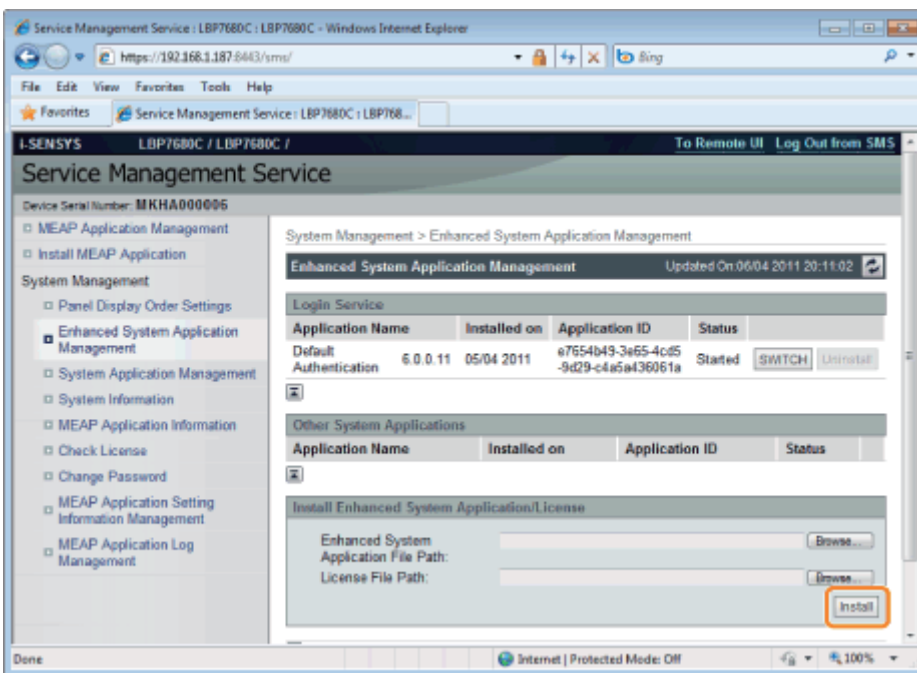 Service Management Service : LBP7680C : LBP7680C - Windows Internet Explorer
https://192.168.1.187:8443/sms/
Bing
File Edit View Favorites Tools Help
Favorites
Service Management Service : LBP7680C : LBP768...
i-SENSYS LBP7680C / LBP7680C /
To Remote UI Log Out from SMS
Service Management Service
Device Serial Number: MKHA000006
MEAP Application Management
Install MEAP Application
System Management
Panel Display Order Settings
Enhanced System Application
Management
System Application Management
System Information
MEAP Application Information
Check License
Change Password
MEAP Application Setting
Information Management
MEAP Application Log
Management
System Management > Enhanced System Application Management
Enhanced System Application Management Updated On:06/04 2011 20:11:02
Login Service
Application Name Installed on Application ID Status
Default
Authentication 6.0.0.11 05/04 2011 e7654b49-3e65-4cd5
-9d29-c4a5a436061a Started SWITCH Uninstall
Other System Applications
Application Name Installed on Application ID Status
Install Enhanced System Application/License
Enhanced System
Application File Path: Browse...
License File Path: Browse...
Install
Done
Internet | Protected Mode: Off
100%